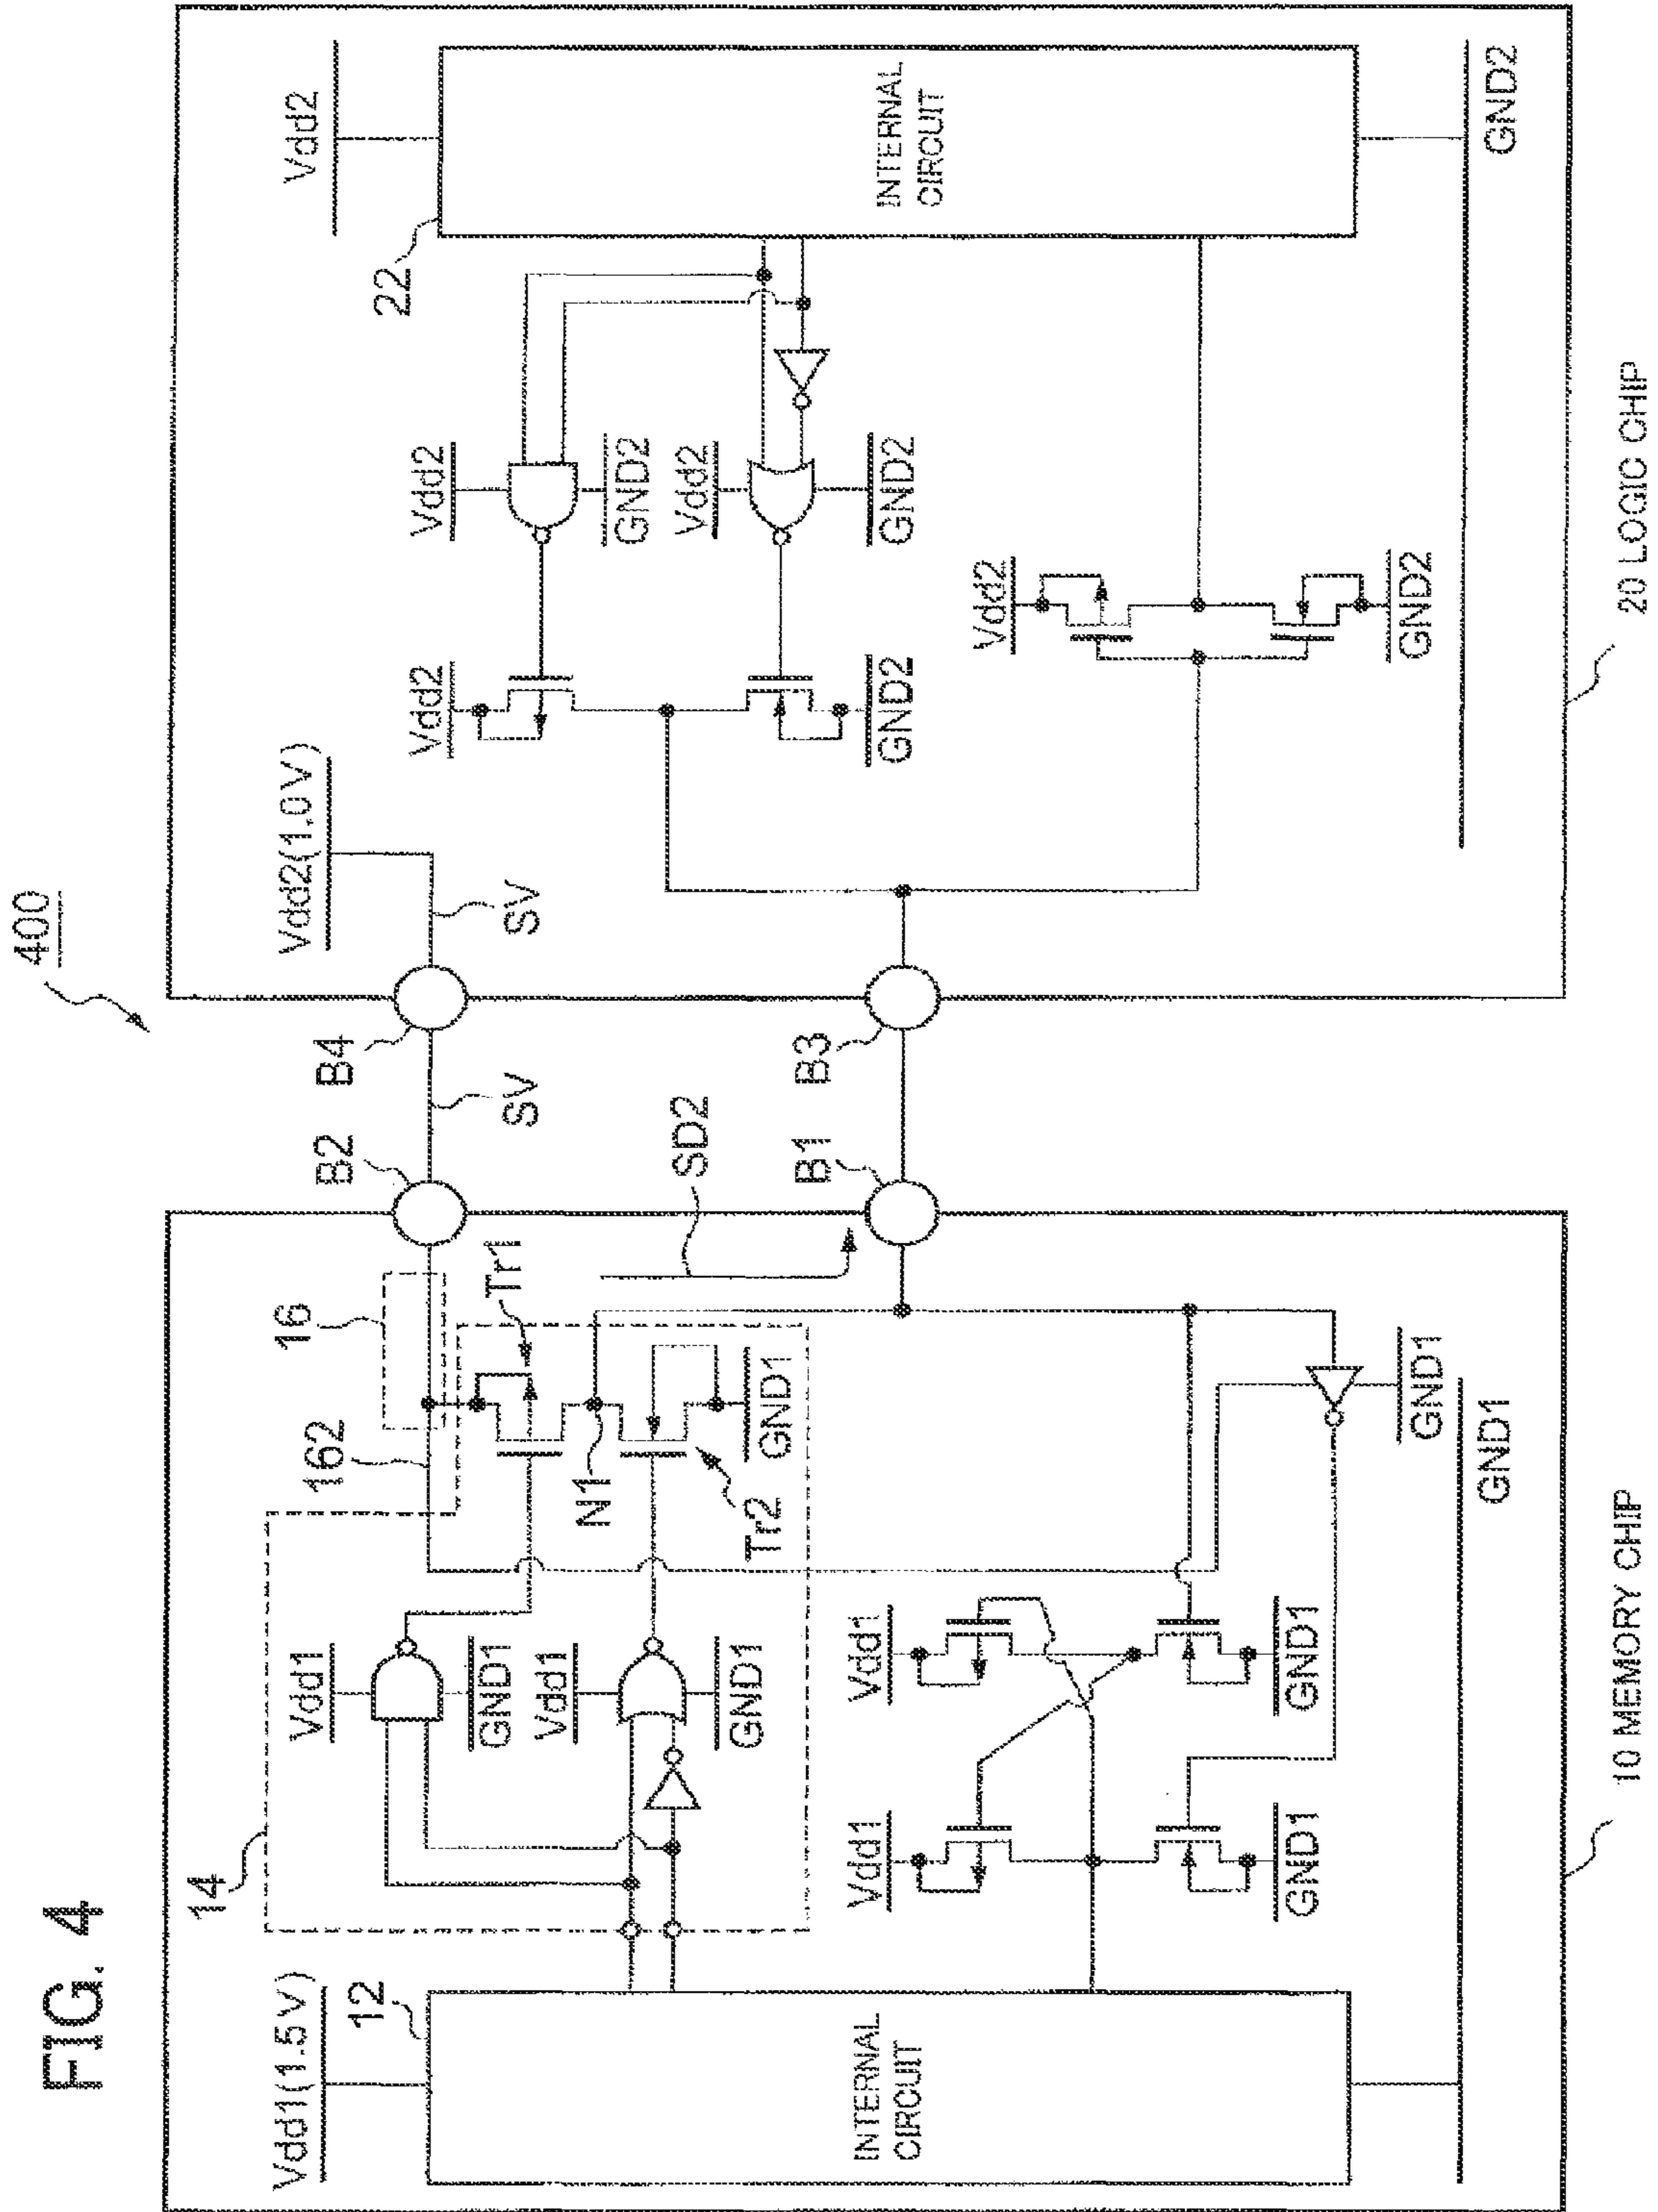 FIG. 4
400
Vdd1(1.5V)
12
INTERNAL
CIRCUIT
14
Vdd1
GND1
Vdd1
GND1
162
16
Tr1
N1
Tr2
GND1
SD2
Vdd1
GND1
Vdd1
GND1
GND1
GND1
10 MEMORY CHIP
B2
SV
B4
B1
B3
Vdd2(1.0V)
SV
Vdd2
GND2
Vdd2
GND2
Vdd2
GND2
Vdd2
GND2
22
Vdd2
INTERNAL
CIRCUIT
GND2
20 LOGIC CHIP